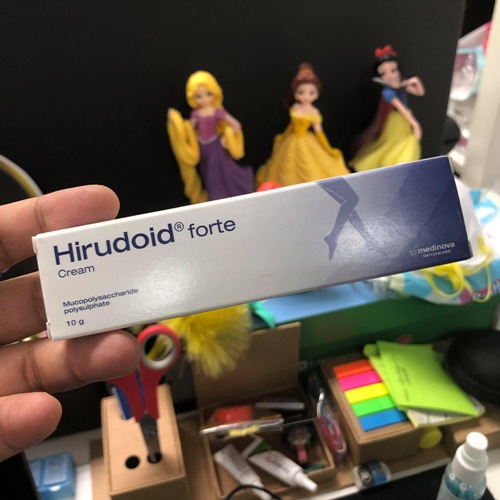 Hirudoid® forte
Cream
Mucopolysaccharide
polysulphate
10 g
medinova
SWITZERLAND